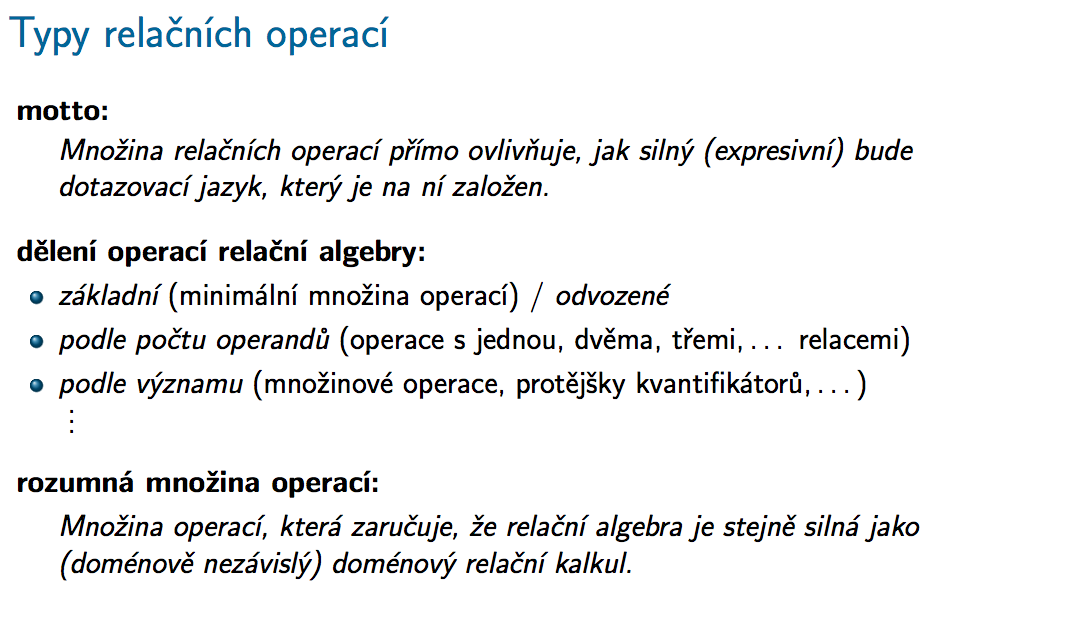 Typy relačních operací
motto:
Množina relačních operací přímo ovlivňuje, jak silný (expresivní) bude
dotazovací jazyk, který je na ní založen.
dělení operací relační algebry:
základní (minimální množina operací) / odvozené
podle počtu operandů (operace s jednou, dvěma, třemi, . . . relacemi)
podle významu (množinové operace, protějšky kvantifikátorů, . . . )
⋮
rozumná množina operací:
Množina operací, která zaručuje, že relační algebra je stejně silná jako
(doménově nezávislý) doménový relační kalkul.